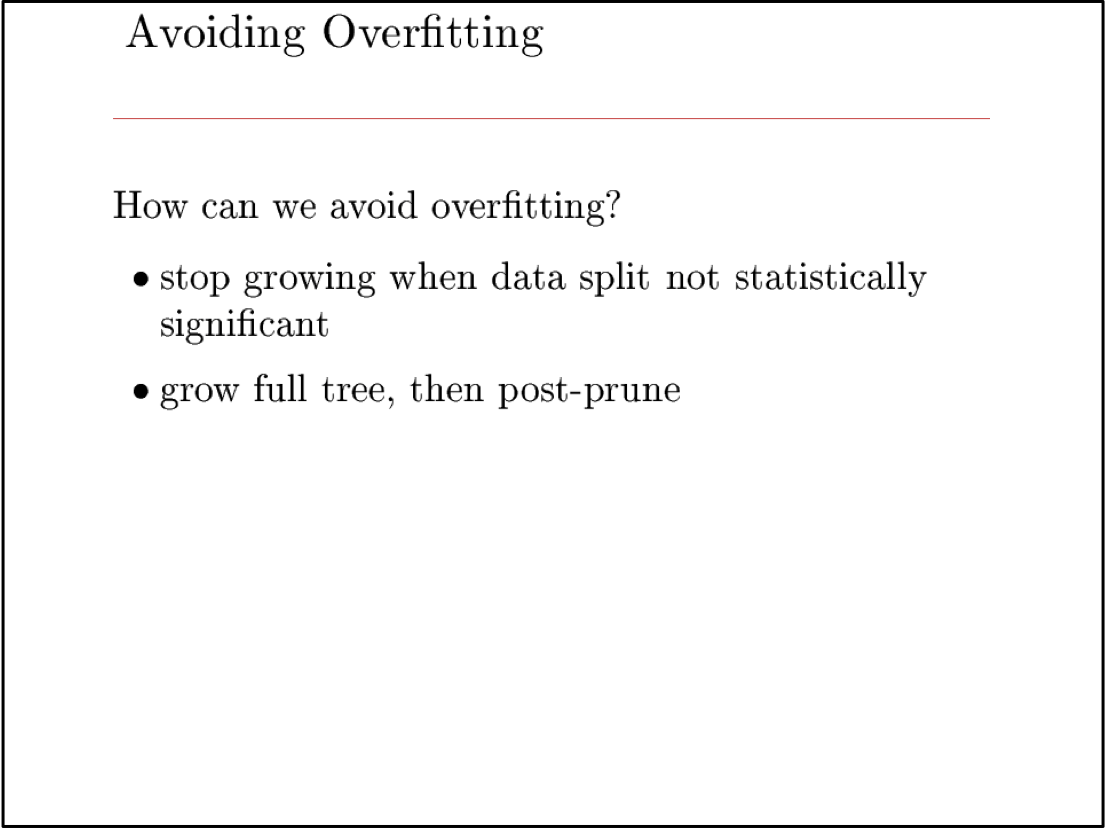 Avoiding Overfitting
How can we avoid overfitting?
• stop growing when data split not statistically
significant
• grow full tree, then post-prune